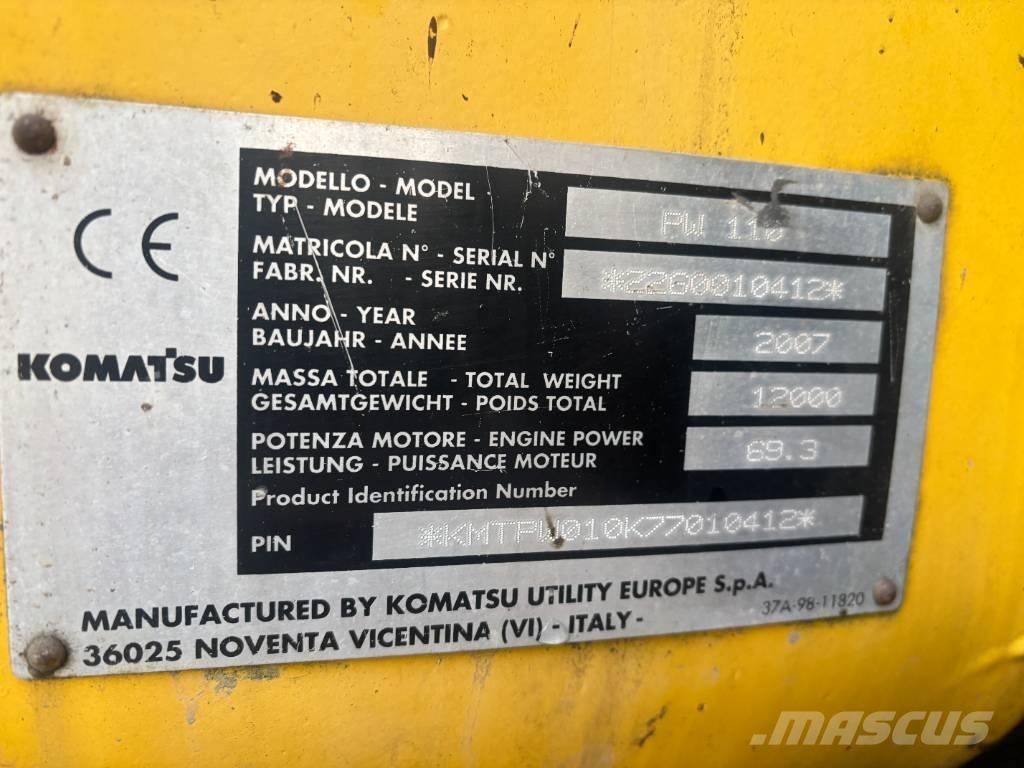 CE
KOMATSU
MODELLO - MODEL
TYP - MODELE
PW 110
MATRICOLA N° - SERIAL N°
FABR. NR. - SERIE NR.
*2260010412*
ANNO - YEAR
BAUJAHR - ANNEE
2007
MASSA TOTALE - TOTAL WEIGHT
GESAMTGEWICHT - POIDS TOTAL
12000
POTENZA MOTORE - ENGINE POWER
LEISTUNG - PUISSANCE MOTEUR
69.3
Product Identification Number
PIN
*KMTPW010K77010412*
MANUFACTURED BY KOMATSU UTILITY EUROPE S.p.A.
36025 NOVENTA VICENTINA (VI) - ITALY -
37A-98-11820
MASCUS